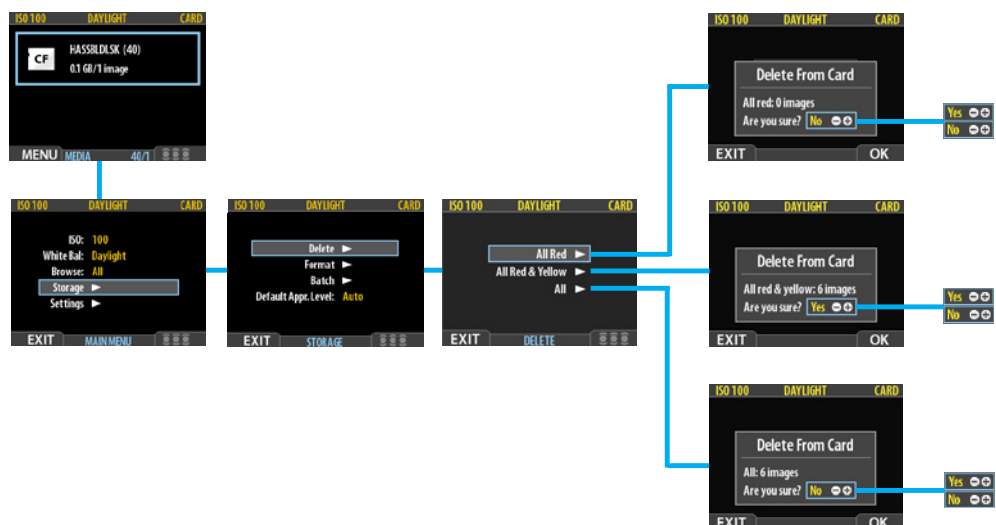 ISO 100 DAYLIGHT CARD
CF
HASSBLDLSK (40)
0.1 GB/1 image
MENU MEDIA 40/1
ISO 100 DAYLIGHT CARD
ISO: 100
White Bal: Daylight
Browse: All
Storage
Settings
EXIT MAIN MENU
ISO 100 DAYLIGHT CARD
Delete
Format
Batch
Default Appr. Level: Auto
EXIT STORAGE
ISO 100 DAYLIGHT CARD
All Red
All Red & Yellow
All
EXIT DELETE
ISO 100 DAYLIGHT CARD
Delete From Card
All red: 0 images
Are you sure? No
EXIT OK
Yes
No
ISO 100 DAYLIGHT CARD
Delete From Card
All red & yellow: 6 images
Are you sure? Yes
EXIT OK
Yes
No
ISO 100 DAYLIGHT CARD
Delete From Card
All: 6 images
Are you sure? No
EXIT OK
Yes
No